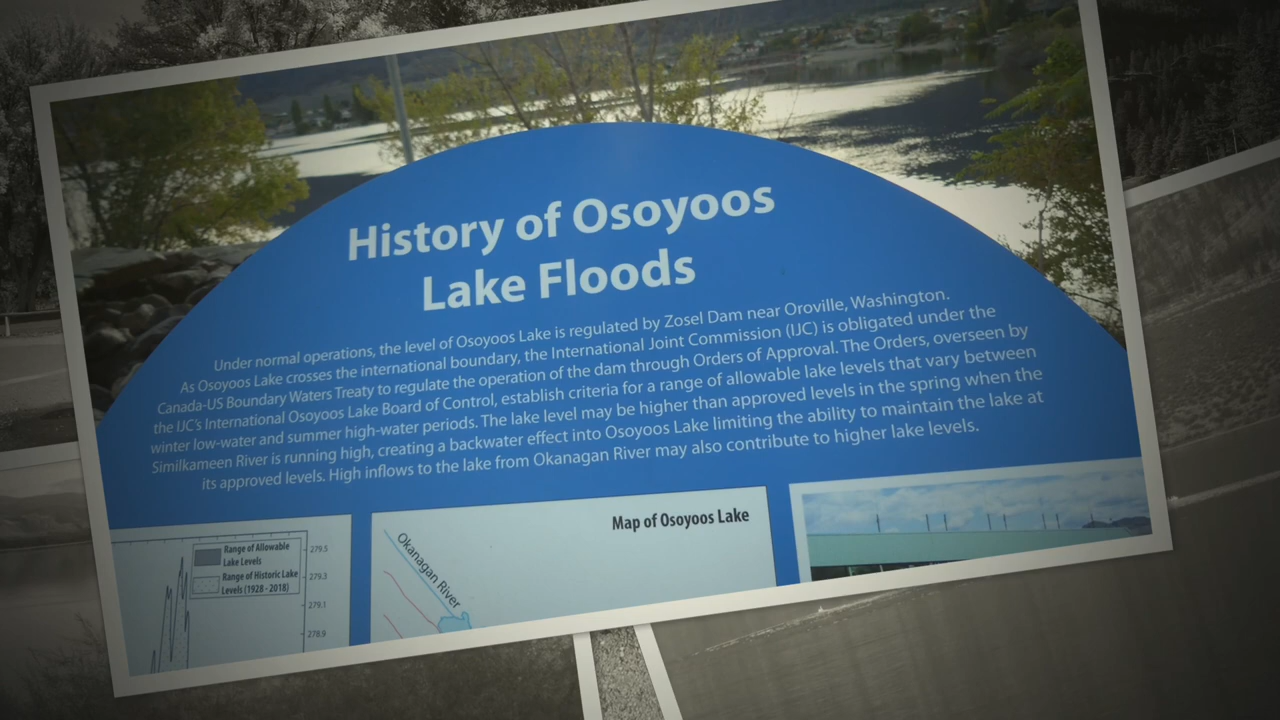 History of Osoyoos
Lake Floods
Under normal operations, the level of Osoyoos Lake is regulated by Zosel Dam near Oroville, Washington.
As Osoyoos Lake crosses the international boundary, the International Joint Commission (IJC) is obligated under the
Canada-US Boundary Waters Treaty to regulate the operation of the dam through Orders of Approval. The Orders, overseen by
the IJC's International Osoyoos Lake Board of Control, establish criteria for a range of allowable lake levels that vary between
winter low-water and summer high-water periods. The lake level may be higher than approved levels in the spring when the
Similkameen River is running high, creating a backwater effect into Osoyoos Lake limiting the ability to maintain the lake at
its approved levels. High inflows to the lake from Okanagan River may also contribute to higher lake levels.
Range of Allowable
Lake Levels
Range of Historic Lake
Levels (1928 - 2018)
279.5
279.3
279.1
278.9
Map of Osoyoos Lake
Okanagan River